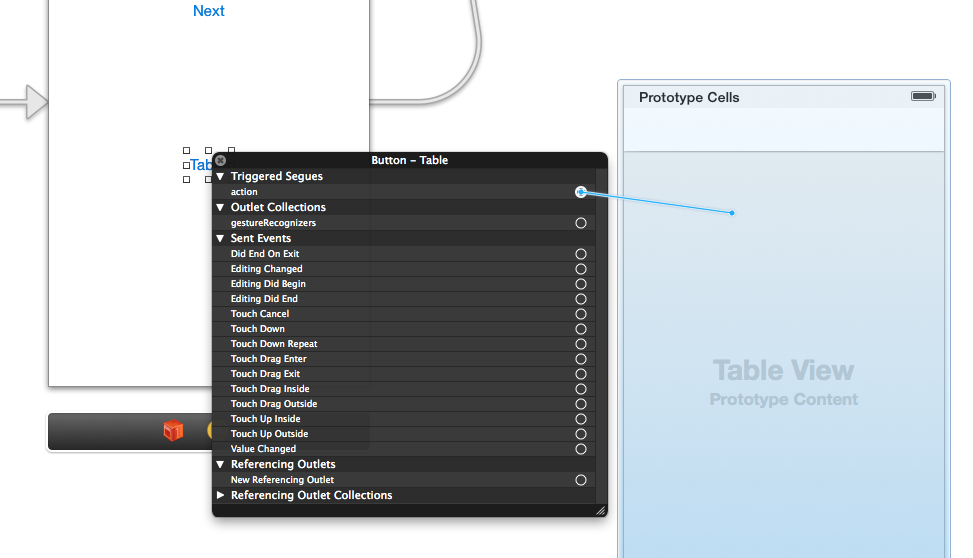 Next
Prototype Cells
Button – Table
Triggered Segues
action
Outlet Collections
gestureRecognizers
Sent Events
Did End On Exit
Editing Changed
Editing Did Begin
Editing Did End
Touch Cancel
Touch Down
Touch Down Repeat
Touch Drag Enter
Touch Drag Exit
Touch Drag Inside
Touch Drag Outside
Touch Up Inside
Touch Up Outside
Value Changed
Referencing Outlets
New Referencing Outlet
Referencing Outlet Collections
Tab
Table View
Prototype Content